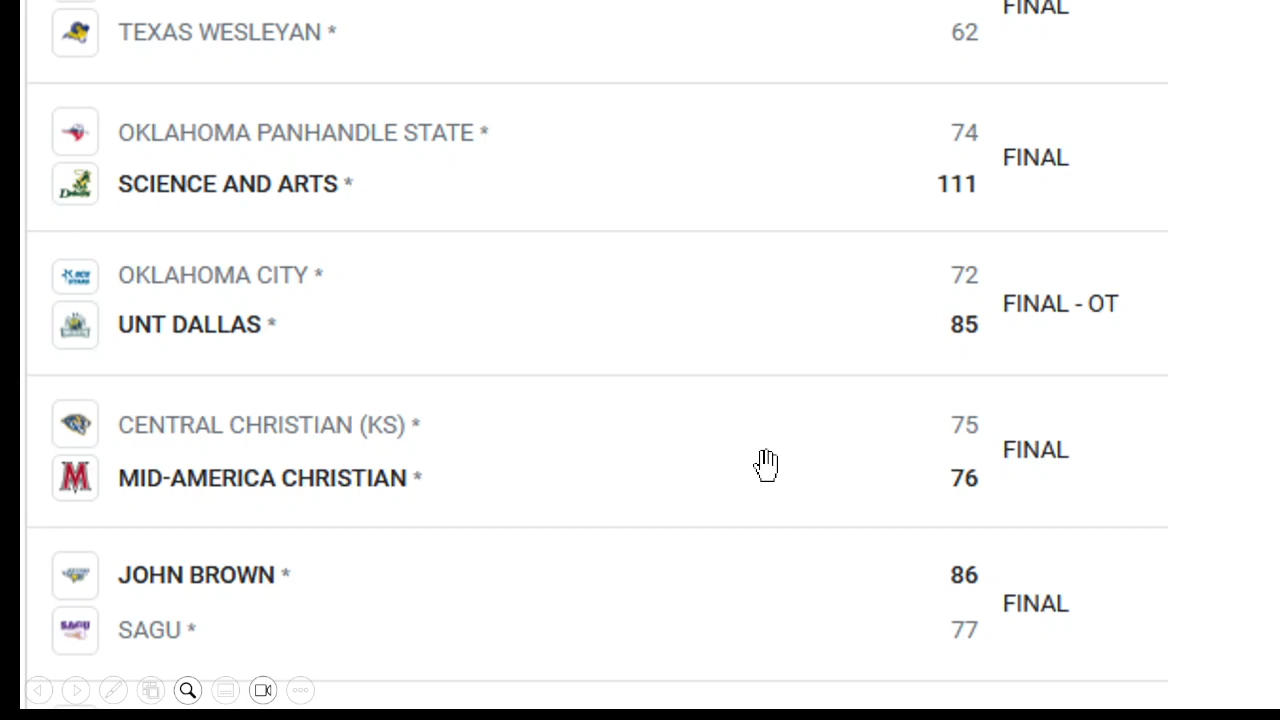 FINAL
TEXAS WESLEYAN * 62
OKLAHOMA PANHANDLE STATE * 74
FINAL
SCIENCE AND ARTS * 111
OKLAHOMA CITY * 72
FINAL - OT
UNT DALLAS * 85
CENTRAL CHRISTIAN (KS) * 75
FINAL
MID-AMERICA CHRISTIAN * 76
JOHN BROWN * 86
FINAL
SAGU SAGU * 77